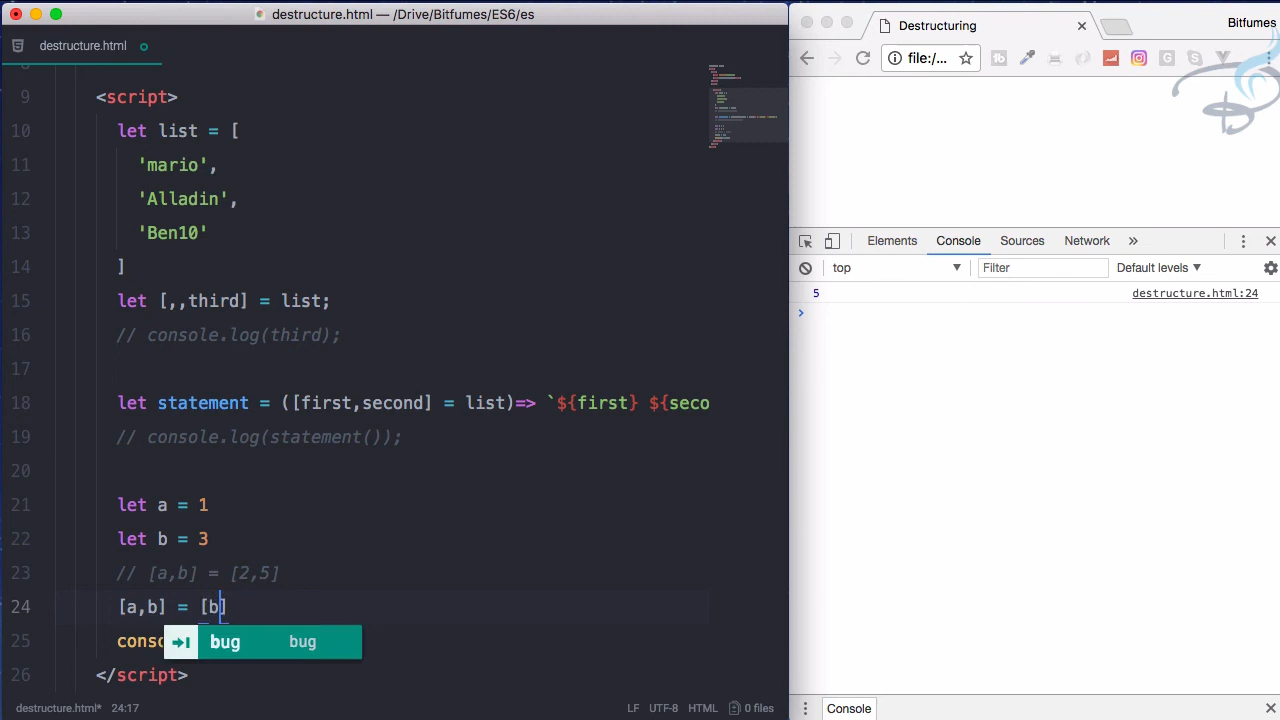 destructure.html — /Drive/Bitfumes/ES6/es
destructure.html
9 <script>
10 let list = [
11 'mario',
12 'Alladin',
13 'Ben10'
14 ]
15 let [,,third] = list;
16 // console.log(third);
17
18 let statement = ([first,second] = list)=> `${first} ${seco
19 // console.log(statement());
20
21 let a = 1
22 let b = 3
23 // [a,b] = [2,5]
24 [a,b] = [b]
25 conso
bug bug
26 </script>
destructure.html* 24:17 LF UTF-8 HTML 0 files
Destructuring
Bitfumes
file:/...
Elements Console Sources Network »
top Filter Default levels
5 destructure.html:24
Console